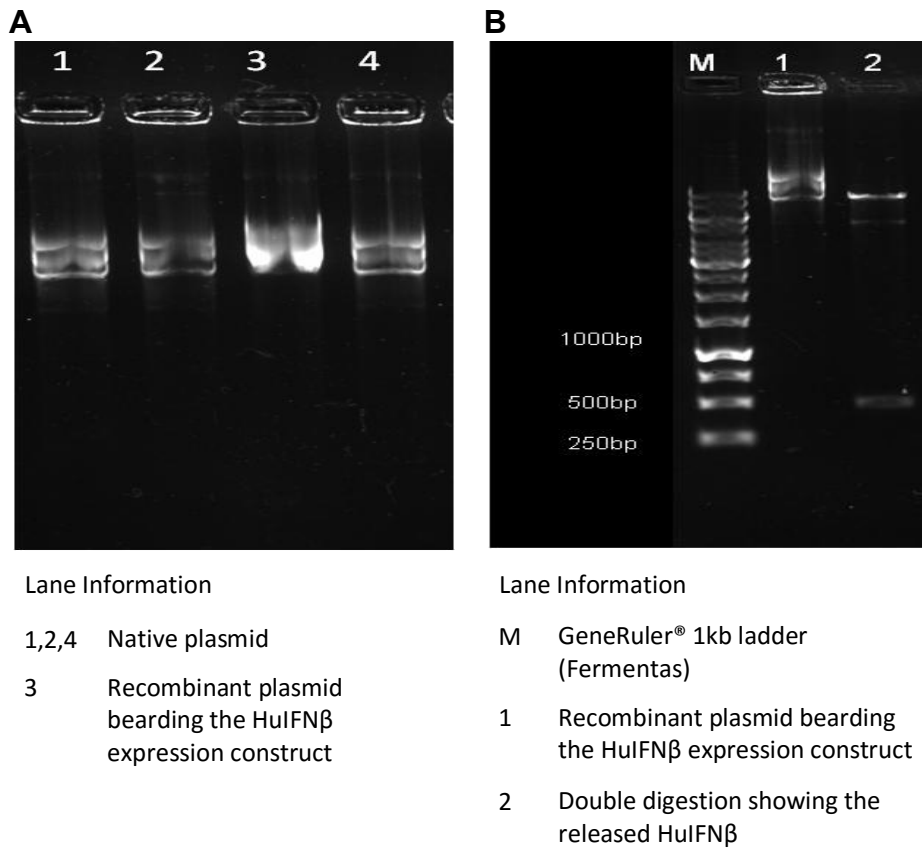 A
1 2 3 4
Lane Information
1,2,4 Native plasmid
3 Recombinant plasmid
bearding the HuIFNβ
expression construct
B
M 1 2
1000bp
500bp
250bp
Lane Information
M GeneRuler® 1kb ladder
(Fermentas)
1 Recombinant plasmid bearding
the HuIFNβ expression construct
2 Double digestion showing the
released HuIFNβ